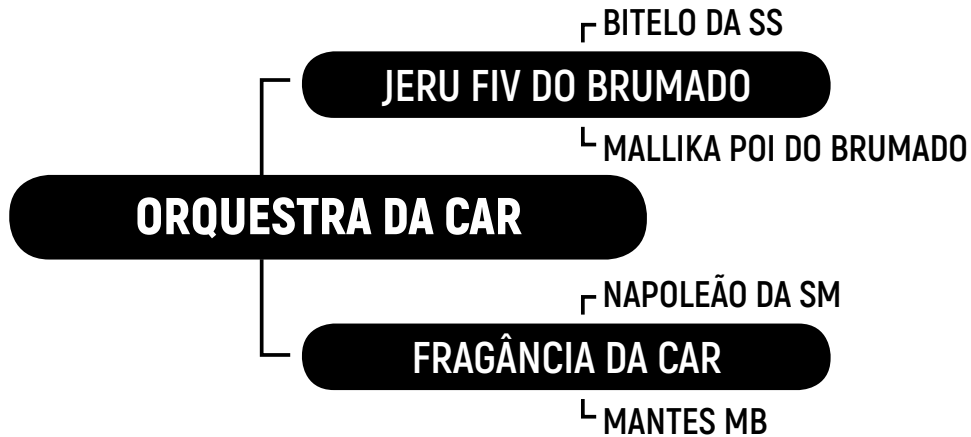 BITELO DA SS
JERU FIV DO BRUMADO
MALLIKA POI DO BRUMADO
ORQUESTRA DA CAR
NAPOLEÃO DA SM
FRAGÂNCIA DA CAR
MANTES MB